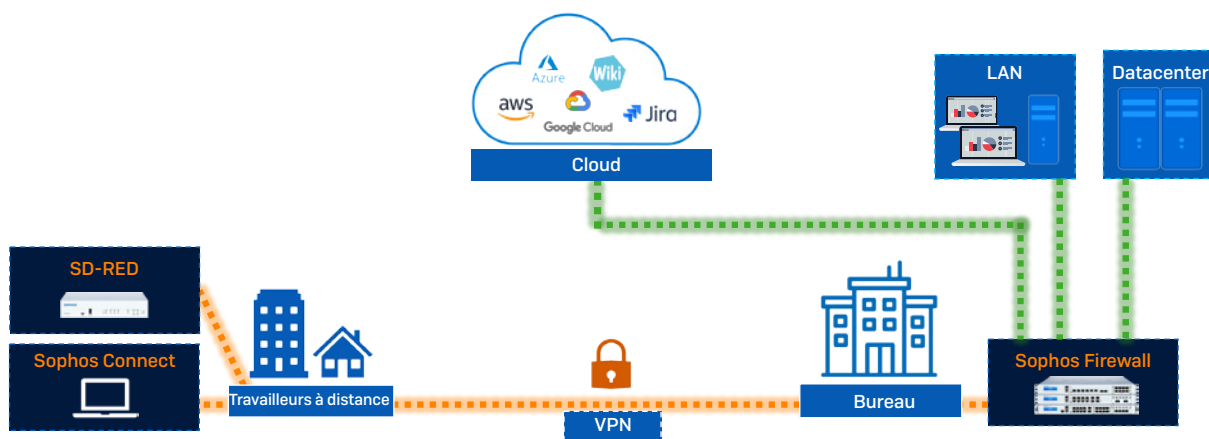 Azure
Wiki
aws
Google Cloud
Jira
Cloud
LAN
Datacenter
SD-RED
Sophos Connect
Travailleurs à distance
VPN
Bureau
Sophos Firewall